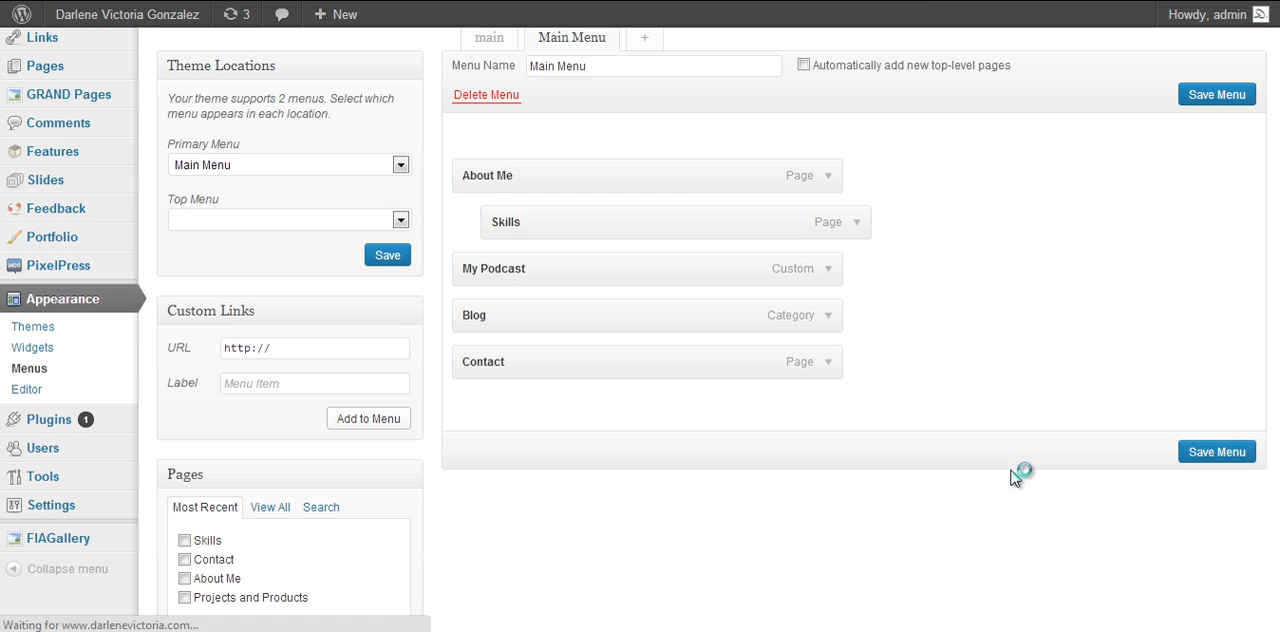 Darlene Victoria Gonzalez 3 + New Howdy, admin
Links
Pages
GRAND Pages
Comments
Features
Slides
Feedback
Portfolio
PixelPress
Appearance
Themes
Widgets
Menus
Editor
Plugins 1
Users
Tools
Settings
FIAGallery
Collapse menu
Theme Locations
Your theme supports 2 menus. Select which
menu appears in each location.
Primary Menu
Main Menu
Top Menu
Save
Custom Links
URL http://
Label Menu Item
Add to Menu
Pages
Most Recent View All Search
Skills
Contact
About Me
Projects and Products
main Main Menu +
Menu Name Main Menu Automatically add new top-level pages
Delete Menu Save Menu
About Me Page
Skills Page
My Podcast Custom
Blog Category
Contact Page
Save Menu
Waiting for www.darlenevictoria.com...